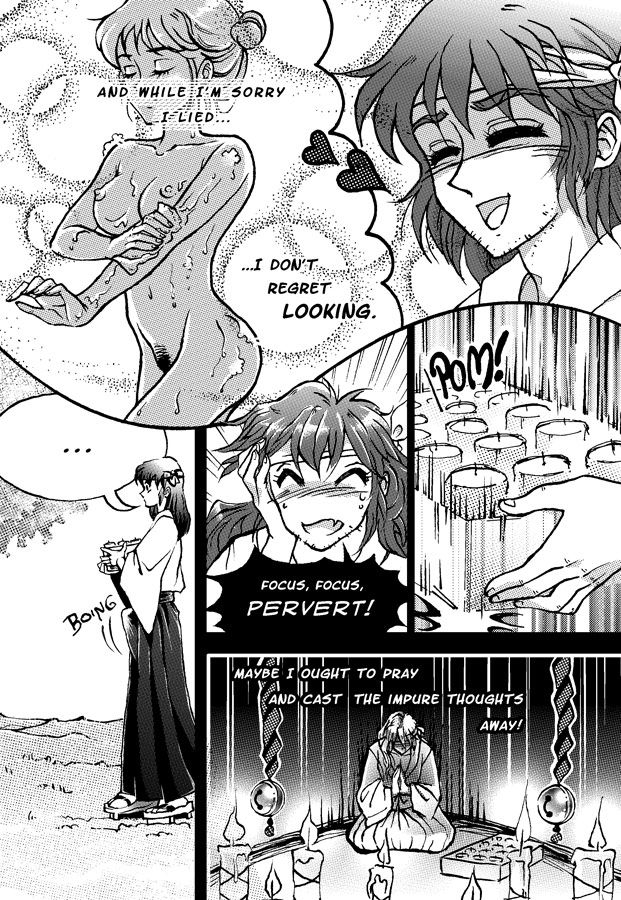 AND WHILE I'M SORRY
I LIED...
...I DON'T
REGRET
LOOKING.
...
BOING
FOCUS, FOCUS,
PERVERT!
POM!
MAYBE I OUGHT TO PRAY
AND CAST THE IMPURE THOUGHTS
AWAY!